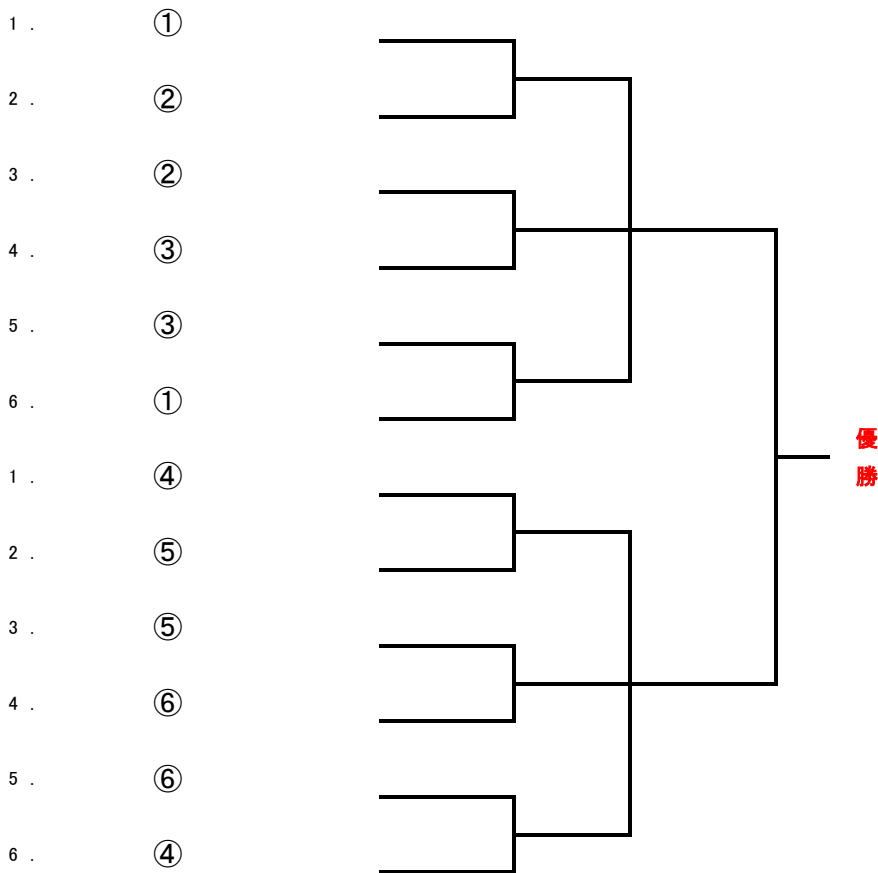 1 . ①
2 . ②
3 . ②
4 . ③
5 . ③
6 . ①
優
勝
1 . ④
2 . ⑤
3 . ⑤
4 . ⑥
5 . ⑥
6 . ④